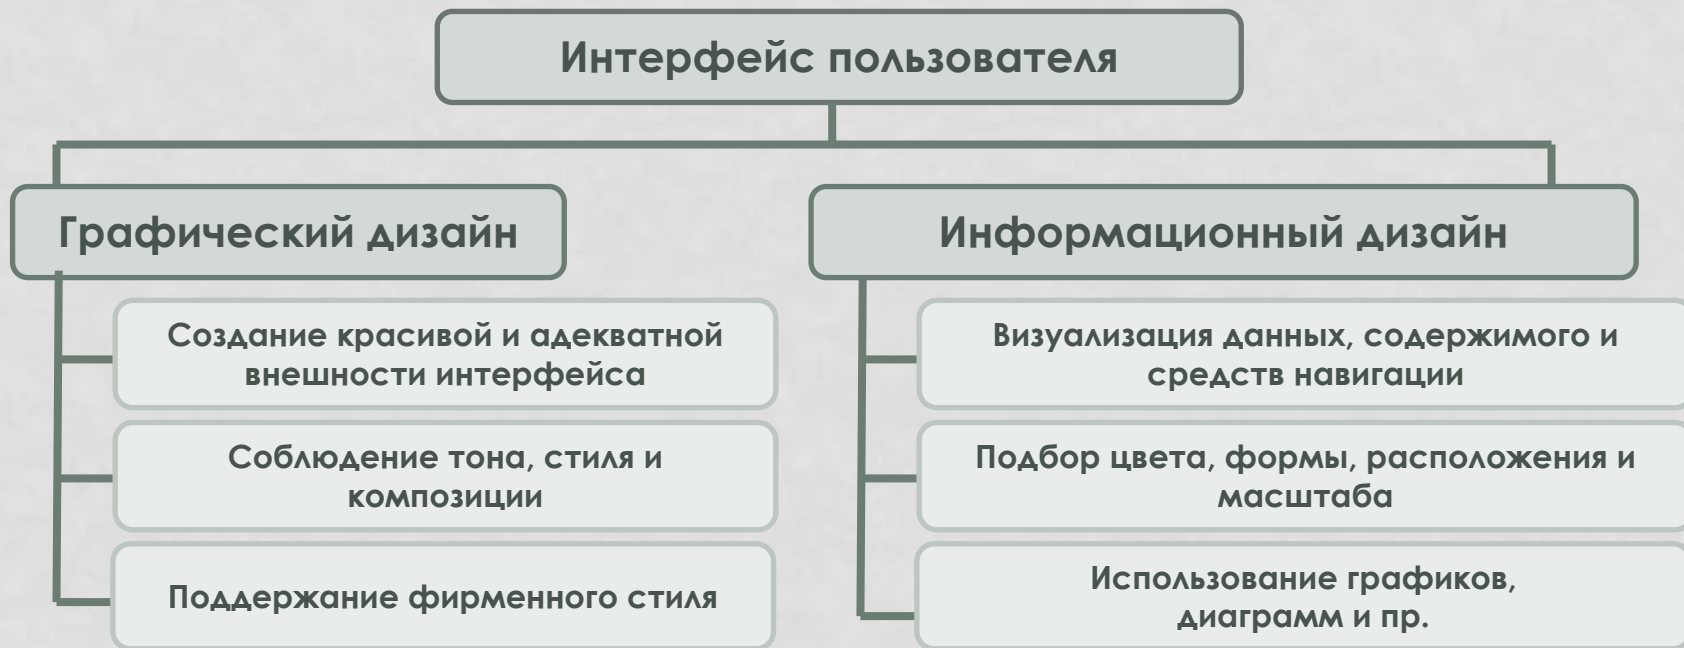 Интерфейс пользователя
Графический дизайн
Создание красивой и адекватной
внешности интерфейса
Соблюдение тона, стиля и
композиции
Поддержание фирменного стиля
Информационный дизайн
Визуализация данных, содержимого и
средств навигации
Подбор цвета, формы, расположения и
масштаба
Использование графиков,
диаграмм и пр.